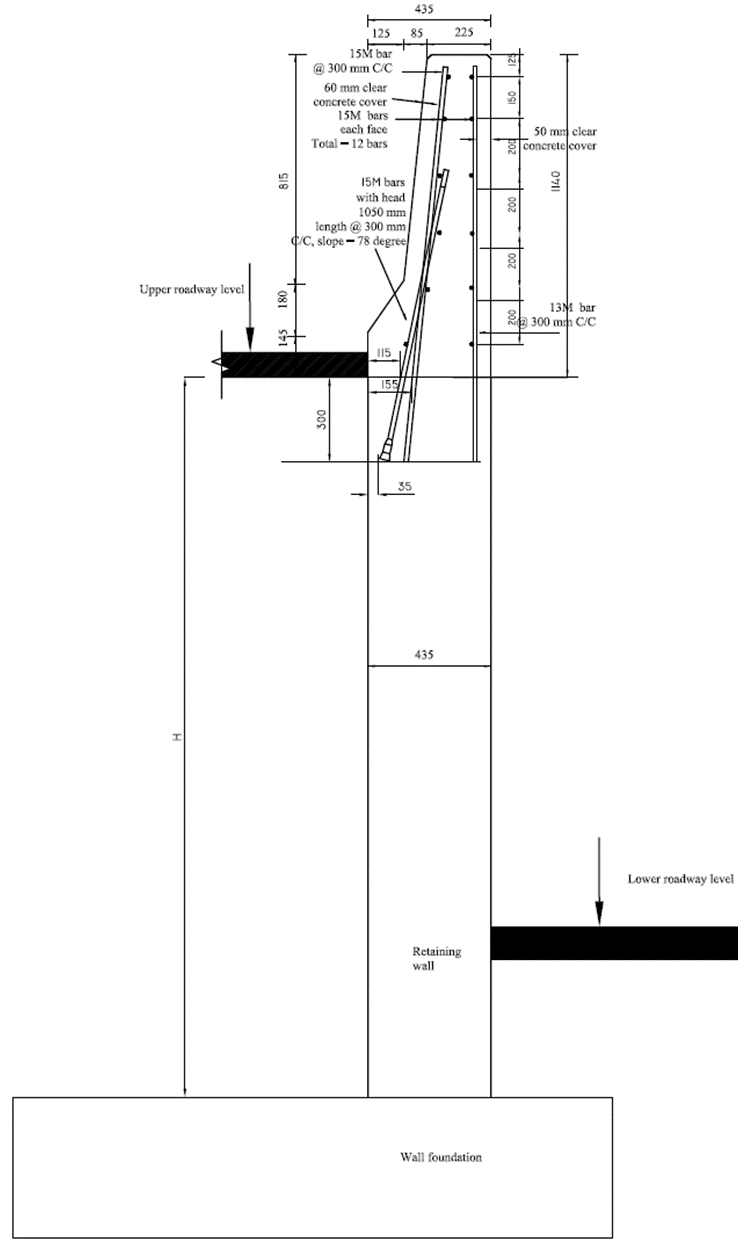 435
125 85 225
15M bar
@ 300 mm C/C
60 mm clear
concrete cover
15M bars
each face
Total – 12 bars
125
150
50 mm clear
concrete cover
200
1140
815
15M bars
with head
1050 mm
length @ 300 mm
C/C, slope – 78 degree
200
200
Upper roadway level
180
13M bar
@ 300 mm C/C
200
145
115
155
300
35
435
H
Lower roadway level
Retaining
wall
Wall foundation